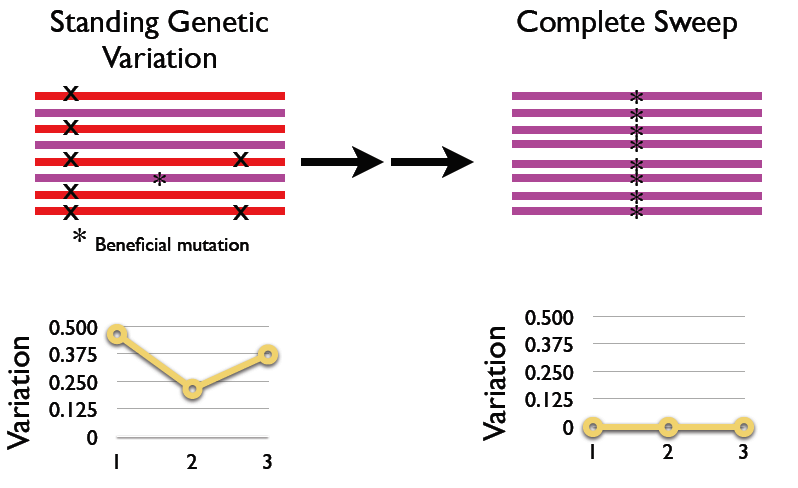 Standing Genetic
Variation
Complete Sweep
x
*
*
x
*
*
x x
*
*
*
x
*
x x
*
* Beneficial mutation
Variation
0.500
0.375
0.250
0.125
0
1 2 3
Variation
0.500
0.375
0.250
0.125
0
1 2 3